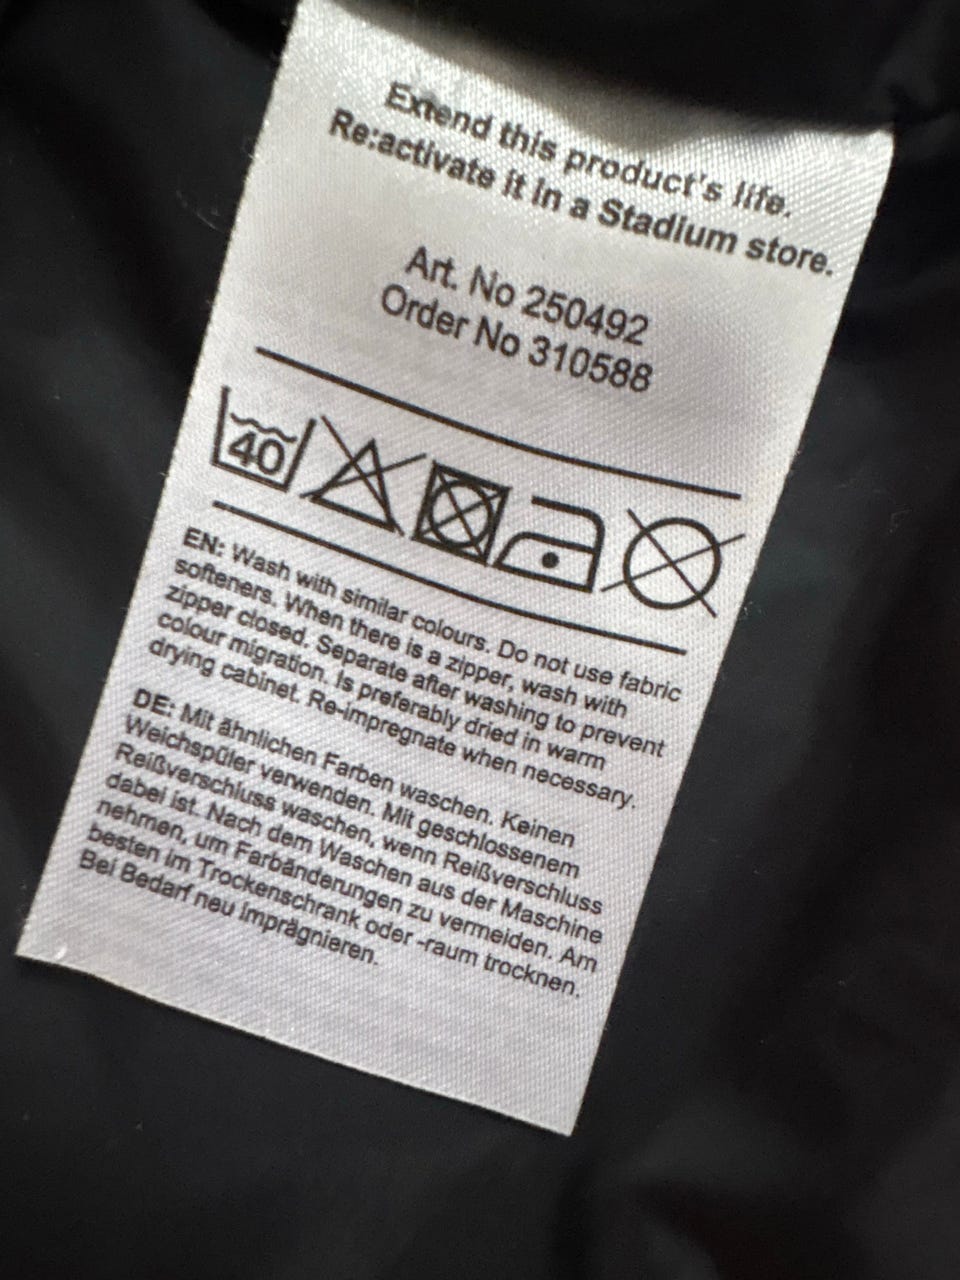 Extend this product's life.
Re:activate it in a Stadium store.
Art. No 250492
Order No 310588
40
EN: Wash with similar colours. Do not use fabric
softeners. When there is a zipper, wash with
zipper closed. Separate after washing to prevent
colour migration. Is preferably dried in warm
drying cabinet. Re-impregnate when necessary.
DE: Mit ähnlichen Farben waschen. Keinen
Weichspüler verwenden. Mit geschlossenem
Reißverschluss waschen, wenn Reißverschluss
dabei ist. Nach dem Waschen aus der Maschine
nehmen, um Farbänderungen zu vermeiden. Am
besten im Trockenschrank oder -raum trocknen.
Bei Bedarf neu imprägnieren.